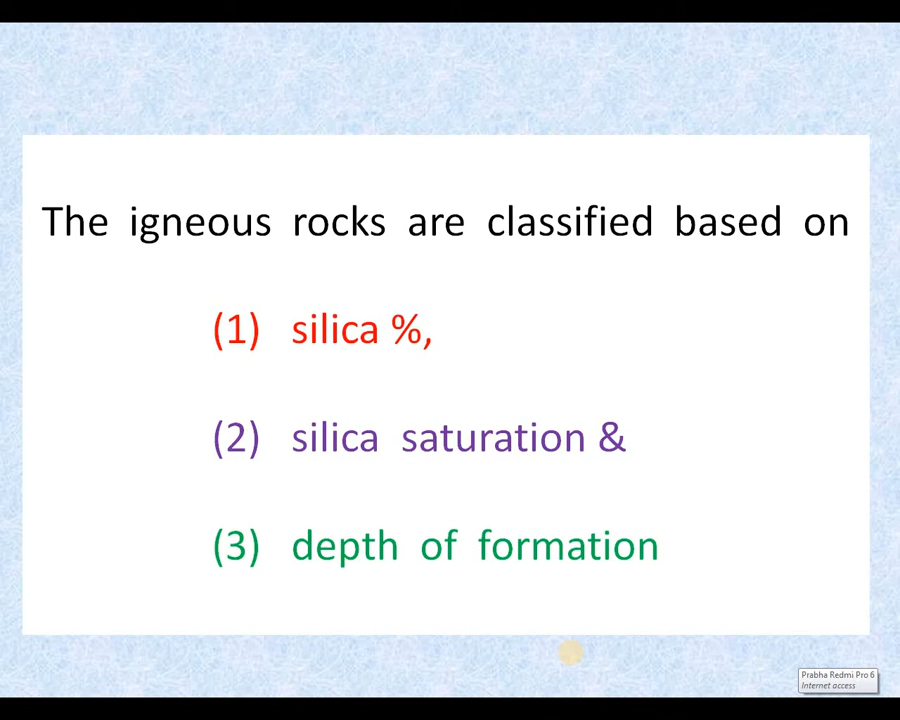 The igneous rocks are classified based on
(1) silica %,
(2) silica saturation &
(3) depth of formation
Prabha Redmi Pro 6
Internet access